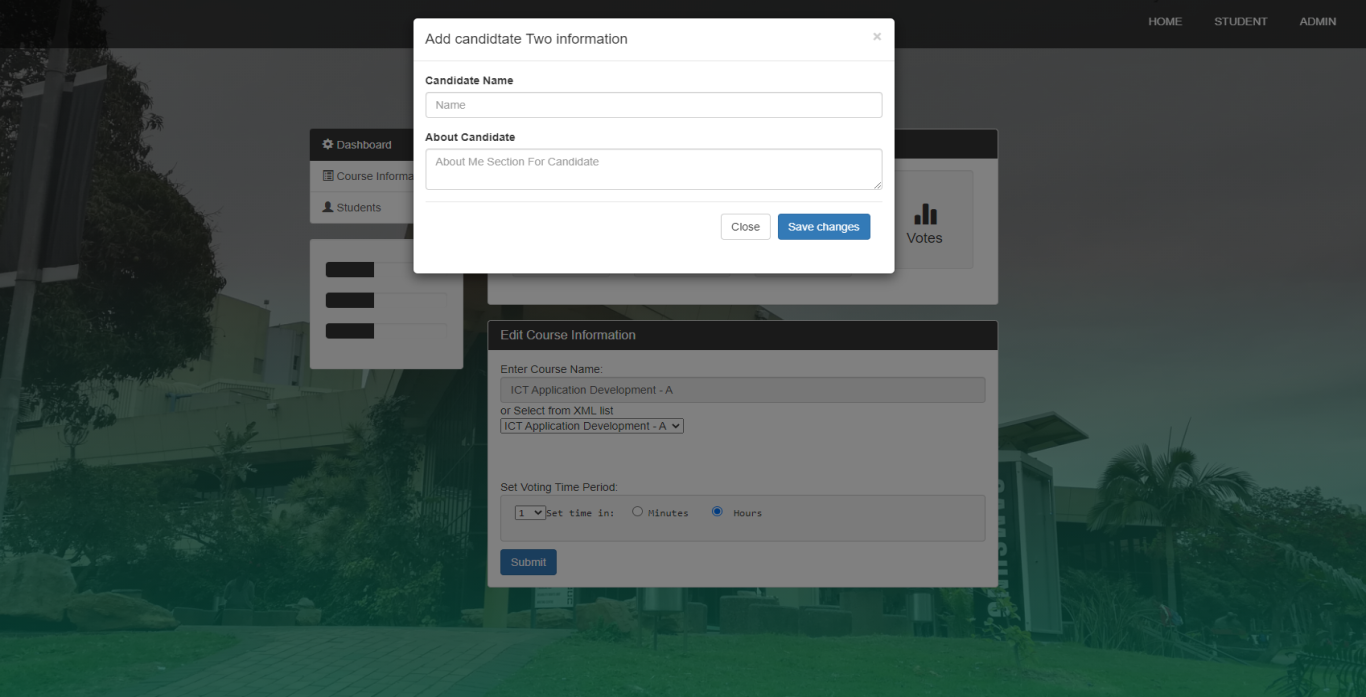 HOME STUDENT ADMIN
Add candidtate Two information ×
Candidate Name
Name
About Candidate
About Me Section For Candidate
Close Save changes
Dashboard
Course Informa
Students
Votes
Edit Course Information
Enter Course Name:
ICT Application Development - A
or Select from XML list
ICT Application Development - A
Set Voting Time Period:
1 Set time in: Minutes Hours
Submit